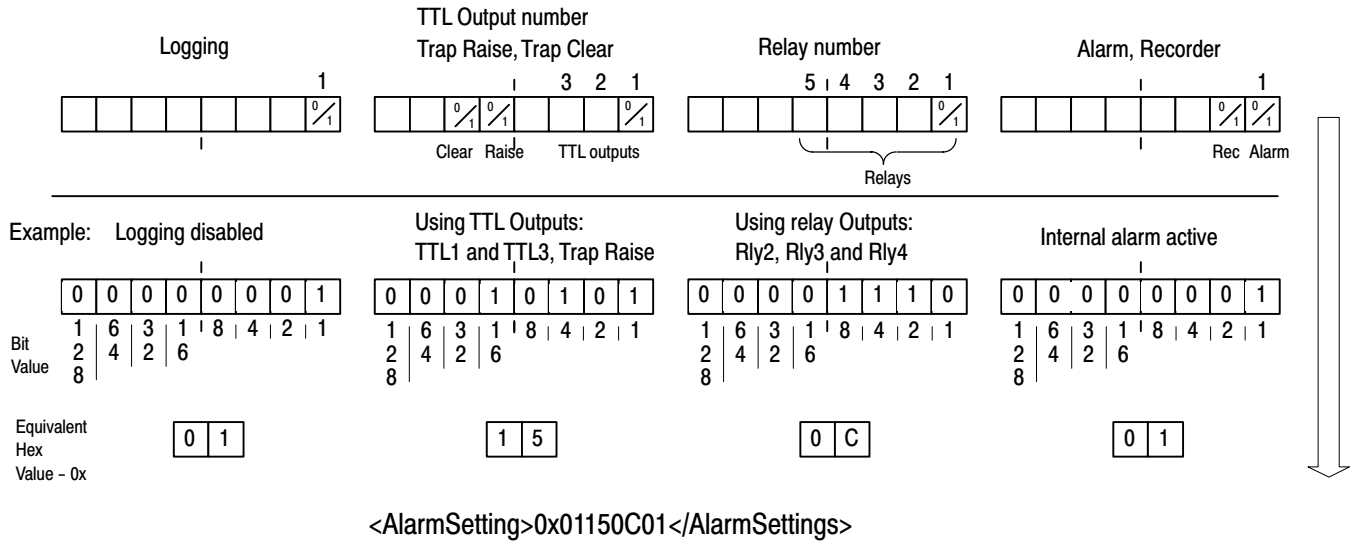 TTL Output number
Logging Trap Raise, Trap Clear Relay number Alarm, Recorder
1 3 2 1 5 4 3 2 1 1
0/1 0/1 0/1 0/1 0/1 0/1 0/1
Clear Raise TTL outputs Rec Alarm
Relays
Example: Logging disabled
Using TTL Outputs:
TTL1 and TTL3, Trap Raise
Using relay Outputs:
Rly2, Rly3 and Rly4
Internal alarm active
0 0 0 0 0 0 0 1 0 0 0 1 0 1 0 1 0 0 0 0 1 1 1 0 0 0 0 0 0 0 0 1
Bit Value
128 64 32 16 8 4 2 1 128 64 32 16 8 4 2 1 128 64 32 16 8 4 2 1 128 64 32 16 8 4 2 1
Equivalent
Hex
Value - 0x
0 1 1 5 0 C 0 1
<AlarmSetting>0x01150C01</AlarmSettings>